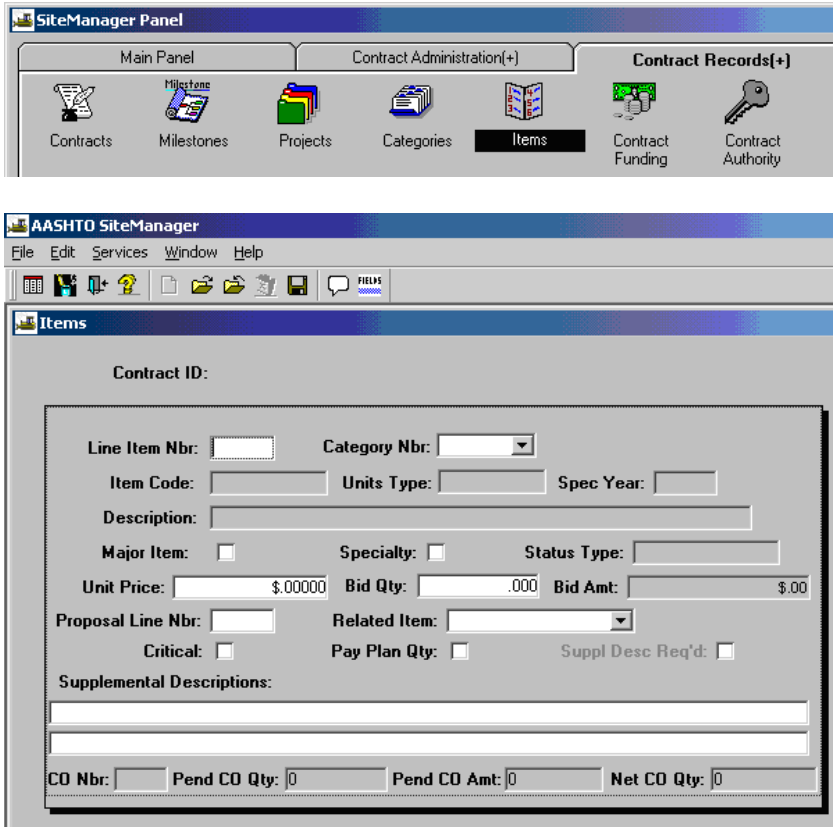 SiteManager Panel
Main Panel Contract Administration(+) Contract Records(+)
Milestone
Contracts Milestones Projects Categories Items Contract Funding Contract Authority
AASHTO SiteManager
File Edit Services Window Help
FIELDS
Items
Contract ID:
Line Item Nbr: Category Nbr:
Item Code: Units Type: Spec Year:
Description:
Major Item: Specialty: Status Type:
Unit Price: $.00000 Bid Qty: .000 Bid Amt: $.00
Proposal Line Nbr: Related Item:
Critical: Pay Plan Qty: Suppl Desc Req'd:
Supplemental Descriptions:
CO Nbr: Pend CO Qty: 0 Pend CO Amt: 0 Net CO Qty: 0